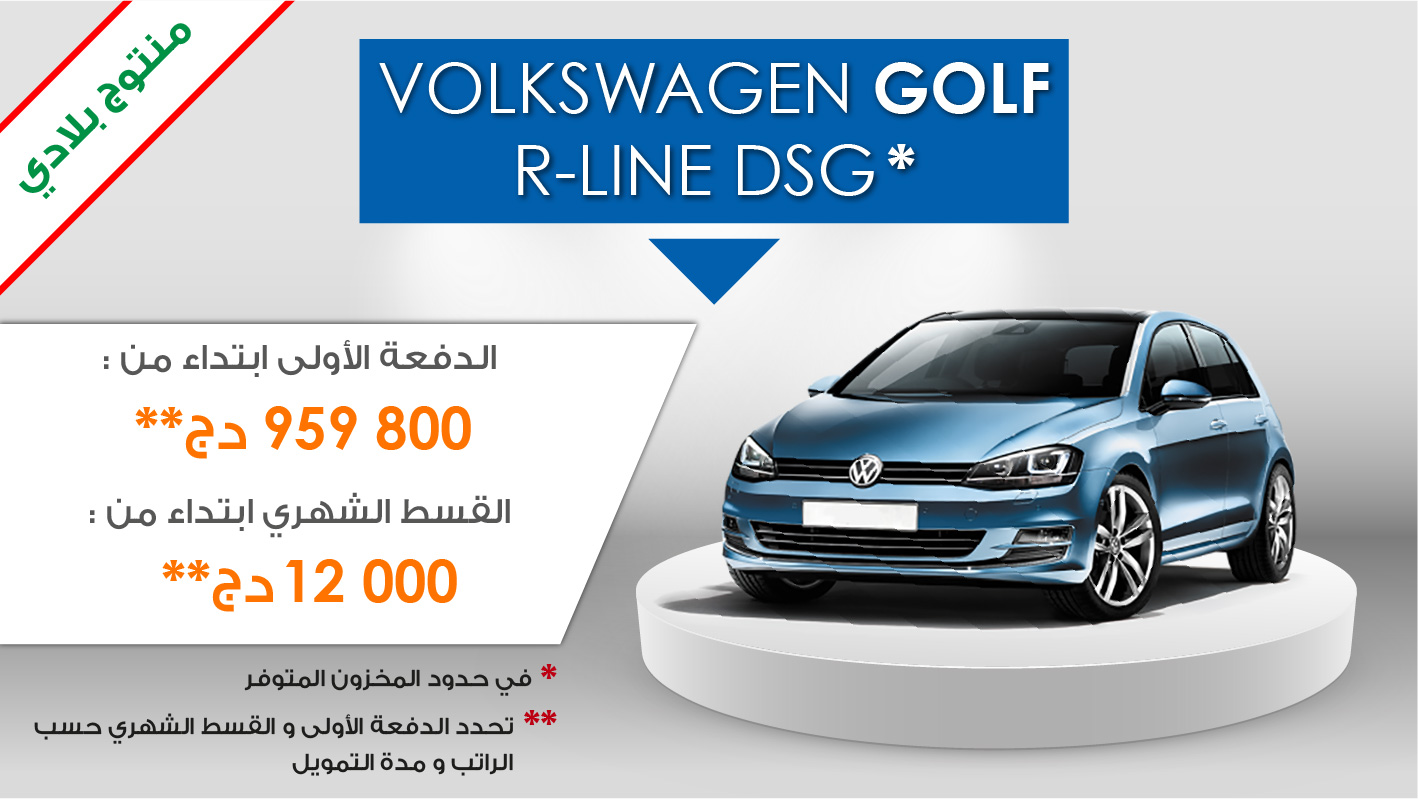 منتوج بلادي
VOLKSWAGEN GOLF
R-LINE DSG*
الدفعة الأولى ابتداء من :
959 800 دج**
القسط الشهري ابتداء من :
12 000 دج**
* في حدود المخزون المتوفر
** تحدد الدفعة الأولى و القسط الشهري حسب
الراتب و مدة التمويل